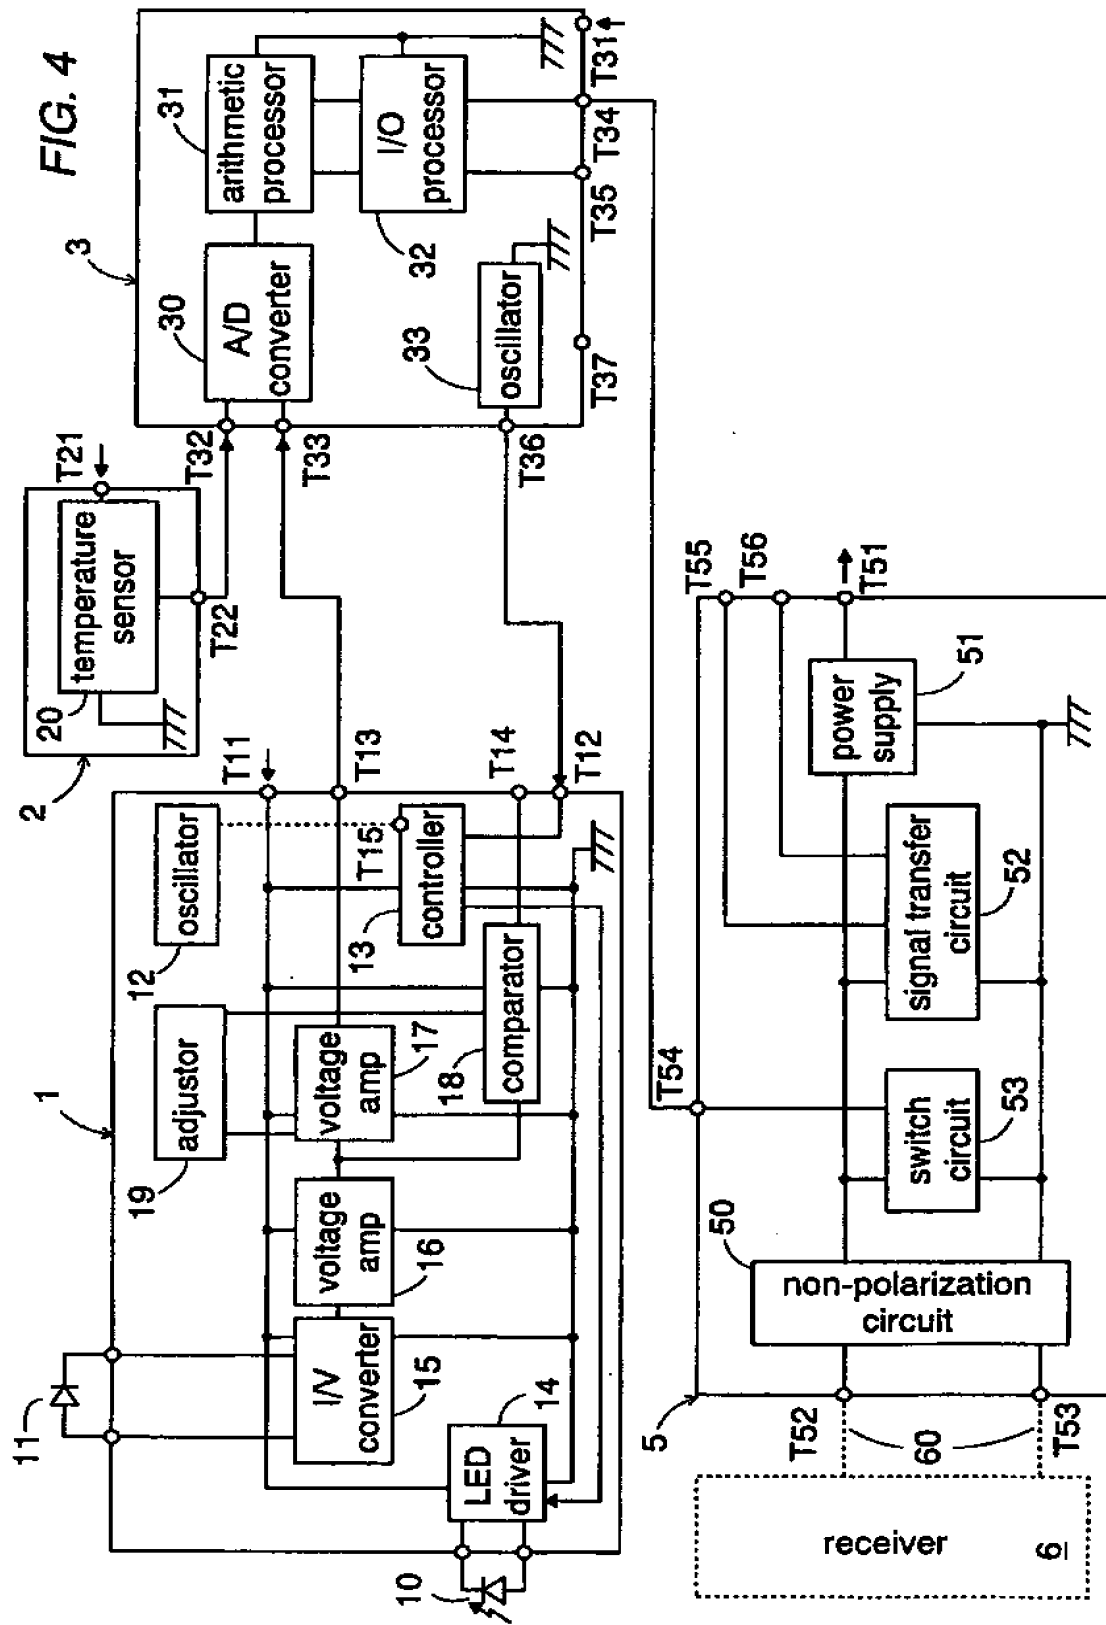 FIG. 4
1
11
I/V
converter
15
voltage
amp
16
voltage
amp
17
adjustor
19
oscillator
12
T15
controller
13
comparator
18
LED
driver
14
10
T11
T13
T14
T12
2
temperature
sensor
20
T21
T22
3
A/D
converter
30
arithmetic
processor
31
I/O
processor
32
oscillator
33
T32
T33
T36
T37
T35
T34
T31
5
non-polarization
circuit
50
switch
circuit
53
signal transfer
circuit
52
power
supply
51
T54
T55
T56
T51
T52
T53
60
receiver
6